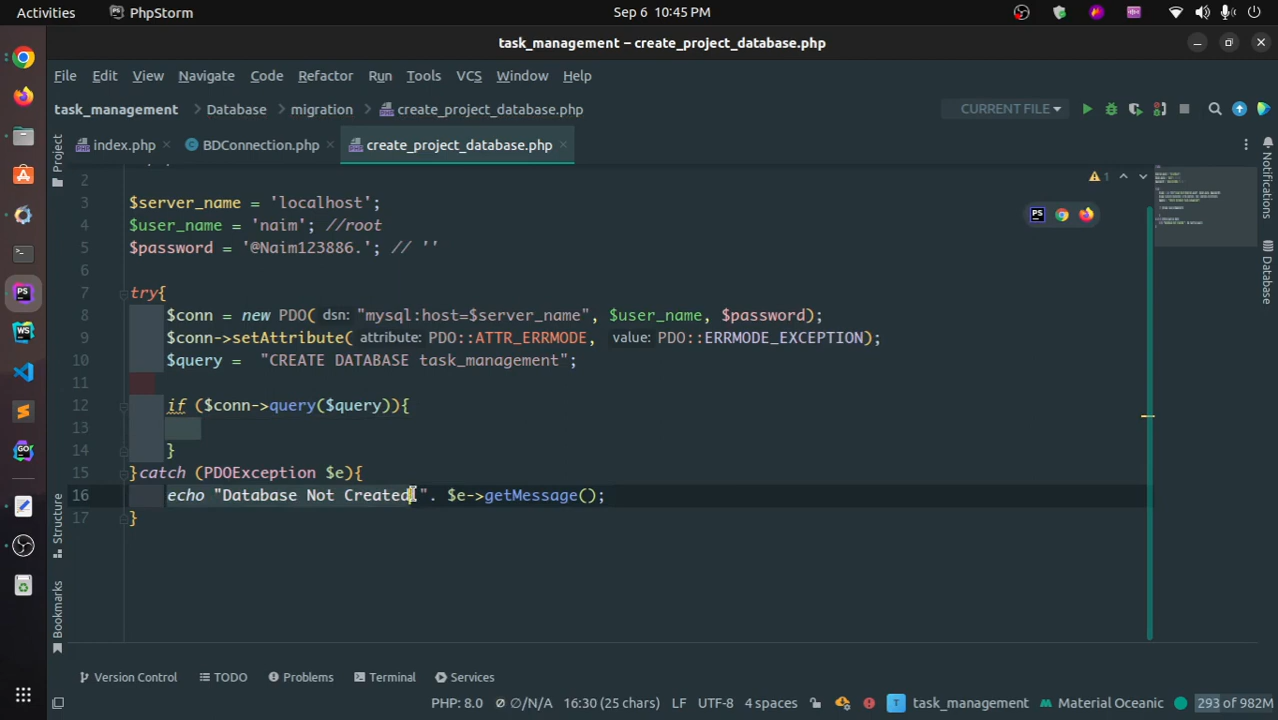 Activities PhpStorm Sep 6 10:45 PM
task_management – create_project_database.php
File Edit View Navigate Code Refactor Run Tools VCS Window Help
task_management Database migration create_project_database.php CURRENT FILE
Project index.php BDConnection.php create_project_database.php Notifications
2
3 $server_name = 'localhost'; 1
4 $user_name = 'naim'; //root
5 $password = '@Naim123886.'; // ''
6
7 try{
8 $conn = new PDO( dsn: "mysql:host=$server_name", $user_name, $password);
9 $conn->setAttribute( attribute: PDO::ATTR_ERRMODE, value: PDO::ERRMODE_EXCEPTION);
10 $query = "CREATE DATABASE task_management";
11
12 if ($conn->query($query)){
13
14 }
15 }catch (PDOException $e){
16 echo "Database Not Created ". $e->getMessage();
17 }
Database
Structure
Bookmarks
Version Control TODO Problems Terminal Services
PHP: 8.0 ∅/N/A 16:30 (25 chars) LF UTF-8 4 spaces task_management Material Oceanic 293 of 982M